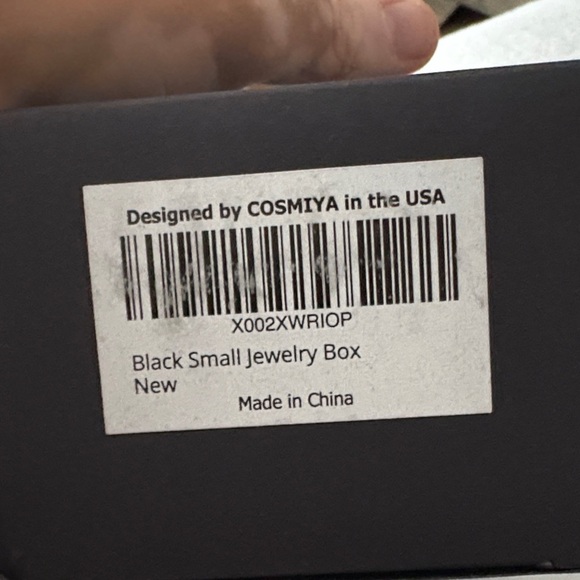 Designed by COSMIYA in the USA
X002XWRIOP
Black Small Jewelry Box
New
Made in China